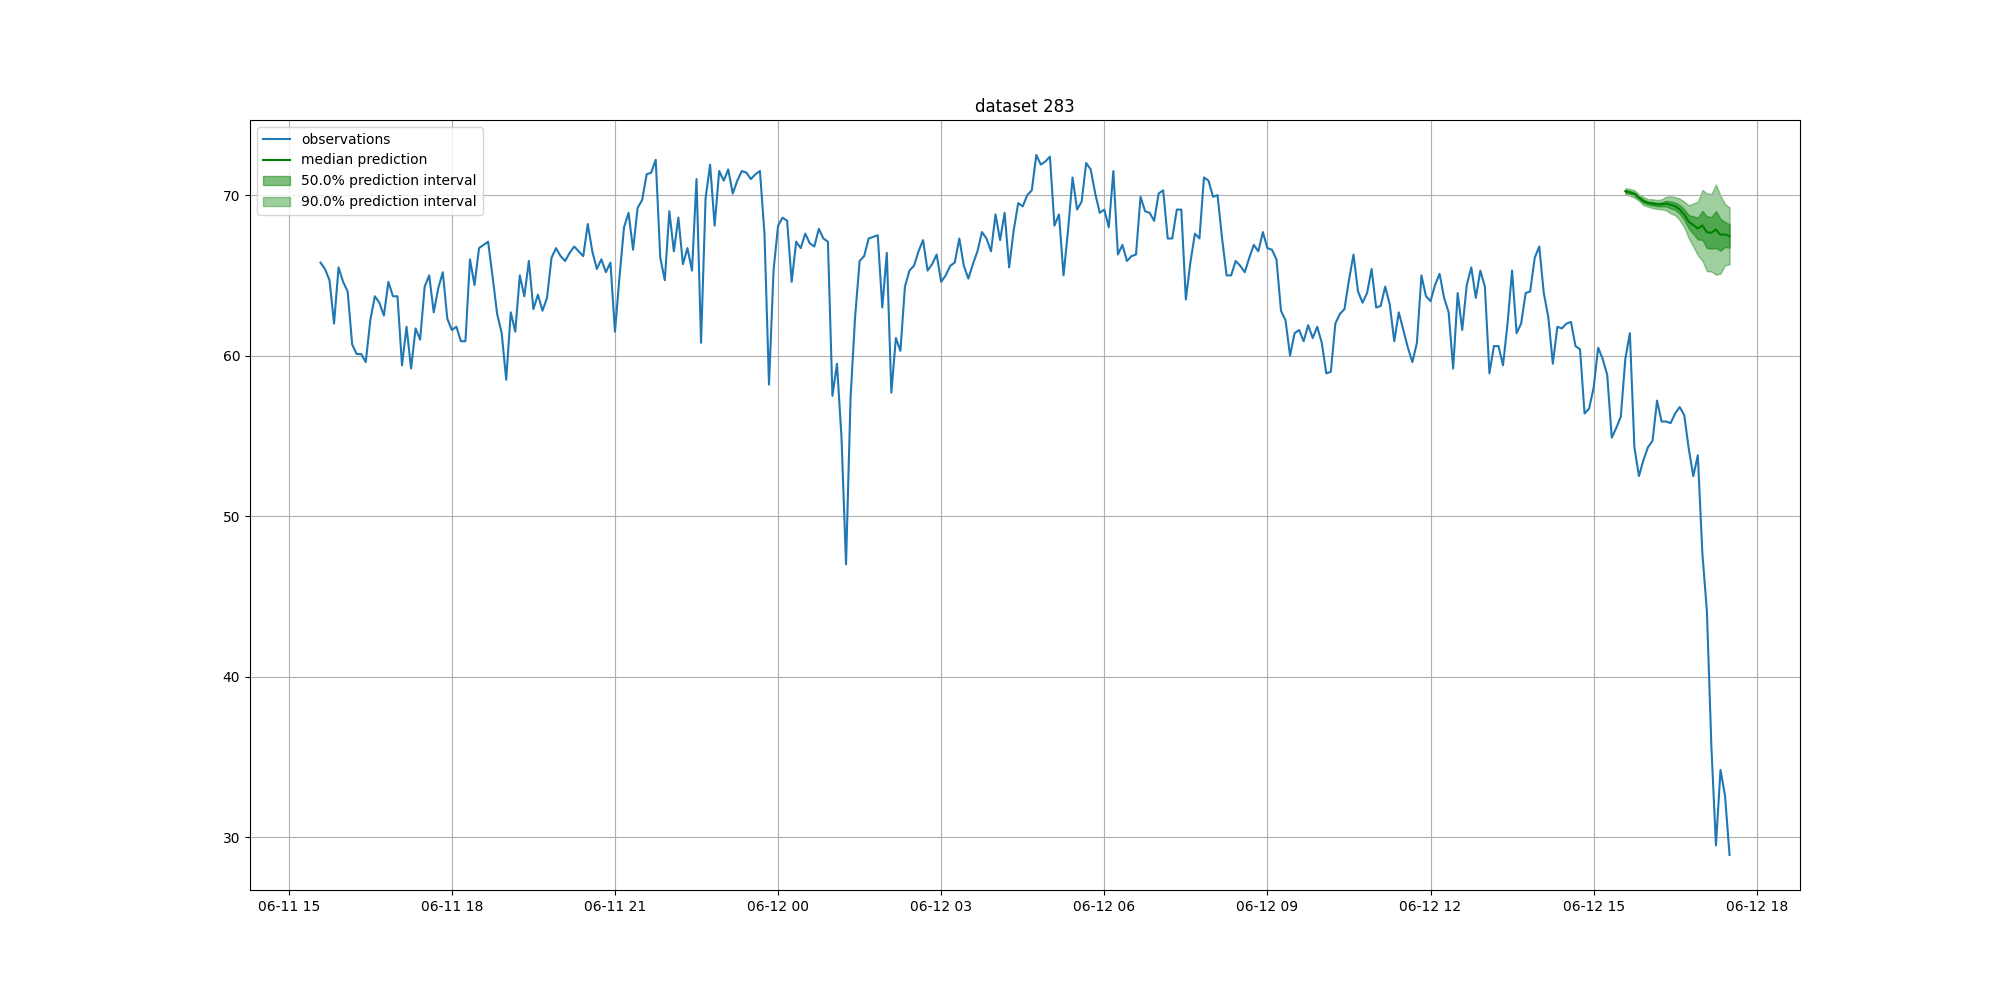 dataset 283
observations
median prediction
50.0% prediction interval
90.0% prediction interval
70
60
50
40
30
06-11 15 06-11 18 06-11 21 06-12 00 06-12 03 06-12 06 06-12 09 06-12 12 06-12 15 06-12 18